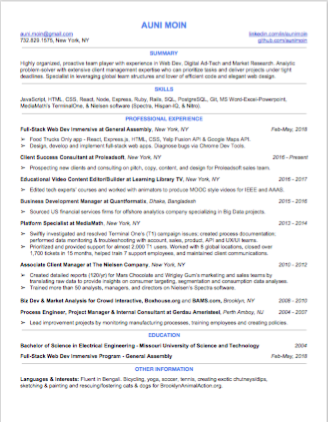 AUNI MOIN
auni.moin@gmail.com
linkedin.com/in/aunimoin
732.829.1575, New York, NY
github.com/aunimoin
SUMMARY
Highly organized, proactive team player with experience in Web Dev, Digital Ad-Tech and Market Research. Analytic
problem-solver with extensive client management expertise who can prioritize tasks and deliver projects under tight
deadlines. Specialist in leveraging global team structures and lover of efficient code and elegant web design.
SKILLS
JavaScript, HTML, CSS, React, Node, Express, Ruby, Rails, SQL, PostgreSQL, Git, MS Word-Excel-Powerpoint,
MediaMath's TerminalOne, & Nielsen software (Spectra, Hispanic-IQ, & Nitro).
PROFESSIONAL EXPERIENCE
Full-Stack Web Dev Immersive at General Assembly, New York, NY Feb-May, 2018
➢ Food Trucks Only app - React, Express.js, HTML, CSS, Yelp Fusion API & Google Maps API.
➢ Design, develop and implement full-stack web apps. Diagnose bugs via Chrome Dev Tools.
Client Success Consultant at Proleadsoft, New York, NY 2016 - Present
➢ Prospecting new clients and consulting on pitch, copy, content, and design for Proleadsoft sales team.
Educational Video Content Editor/Builder at Learning Library TV, New York, NY 2016 - 2017
➢ Edited tech experts' courses and worked with animators to produce MOOC style videos for IEEE and NAAS.
Business Development Manager at Quantifomatix, Dhaka, Bangladesh 2015 - 2016
➢ Sourced US financial services firms for offshore analytics company specializing in Big Data projects.
Platform Specialist at MediaMath, New York, NY 2013 - 2014
➢ Swiftly investigated and resolved Terminal One's (T1) campaign issues; created process documentation,
performed data monitoring & troubleshooting with account, sales, product, API and UX/UI teams.
➢ Prioritized and provided support for almost 2,000 T1 users. Worked with 8 global locations, closed over
1,700 tickets in 15 months, helped train 7 support employees, and maintained client communications.
Associate Client Manager at The Nielsen Company, New York, NY 2010 - 2012
➢ Created detailed reports (120/yr) for Mars Chocolate and Wrigley Gum's marketing and sales teams by
translating raw data to provide insights on consumer targeting, segmentation and consumption data analyses.
➢ Trained more than 50 analysts, managers, and directors on Nielsen's Spectra software.
Biz Dev & Market Analysis for Crowd Interactive, Boxhouse.org and BAMS.com, Brooklyn, NY 2008 - 2010
Process Engineer, Project Manager & Internal Consultant at Gerdau Ameristeel, Perth Amboy, NJ 2004 - 2007
➢ Lead improvement projects by monitoring manufacturing processes, training employees and creating policies.
EDUCATION
Bachelor of Science in Electrical Engineering - Missouri University of Science and Technology 2004
Full-Stack Web Dev Immersive Program - General Assembly Feb-May, 2018
OTHER INFORMATION
Languages & Interests: Fluent in Bengali. Bicycling, yoga, soccer, tennis, creating exotic chutneys/dips,
sketching & painting and rescuing/fostering cats & dogs for BrooklynAnimalAction.org.